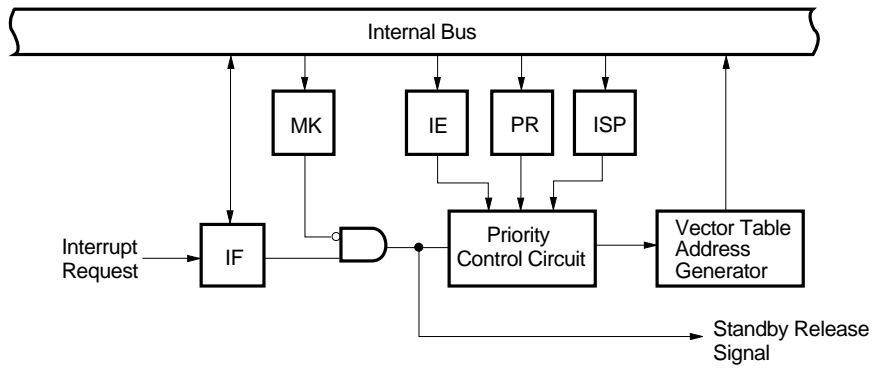 Internal Bus
MK
IE
PR
ISP
Interrupt
Request
IF
Priority
Control Circuit
Vector Table
Address
Generator
Standby Release
Signal